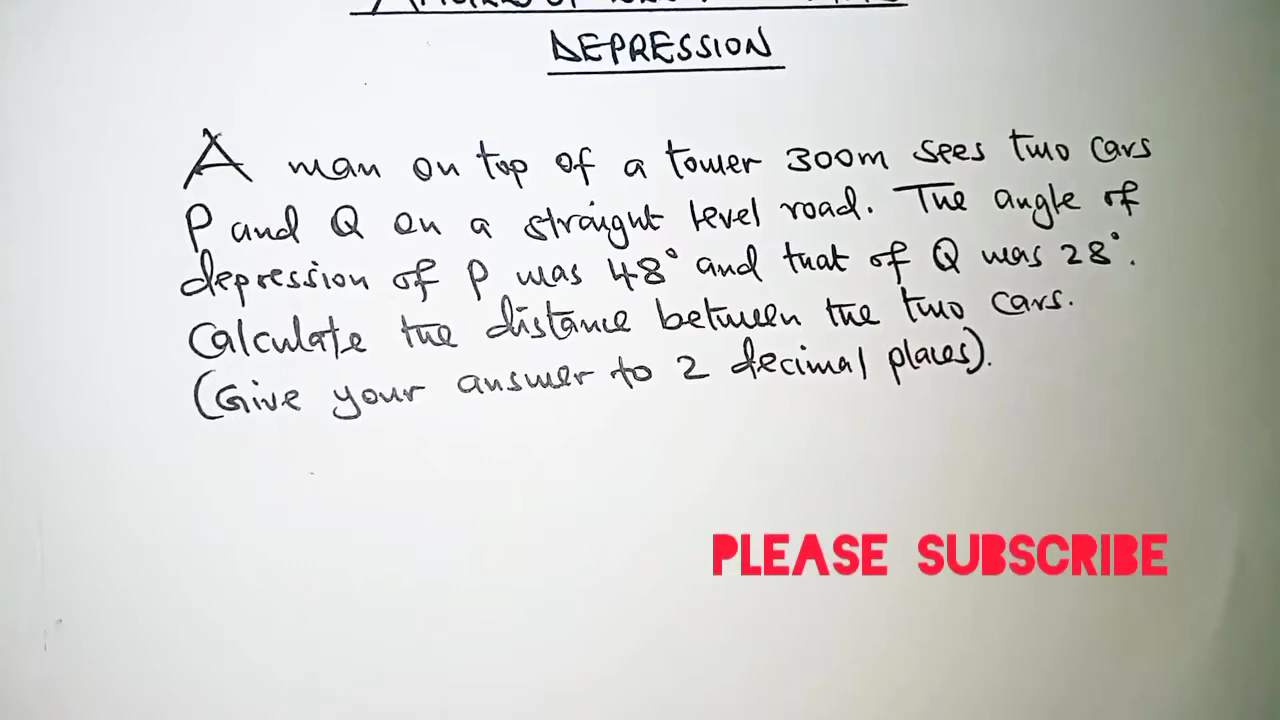 DEPRESSION
A man on top of a tower 300m sees two cars
P and Q on a straight level road. The angle of
depression of P was 48° and that of Q was 28°.
Calculate the distance between the two cars.
(Give your answer to 2 decimal places).
PLEASE SUBSCRIBE